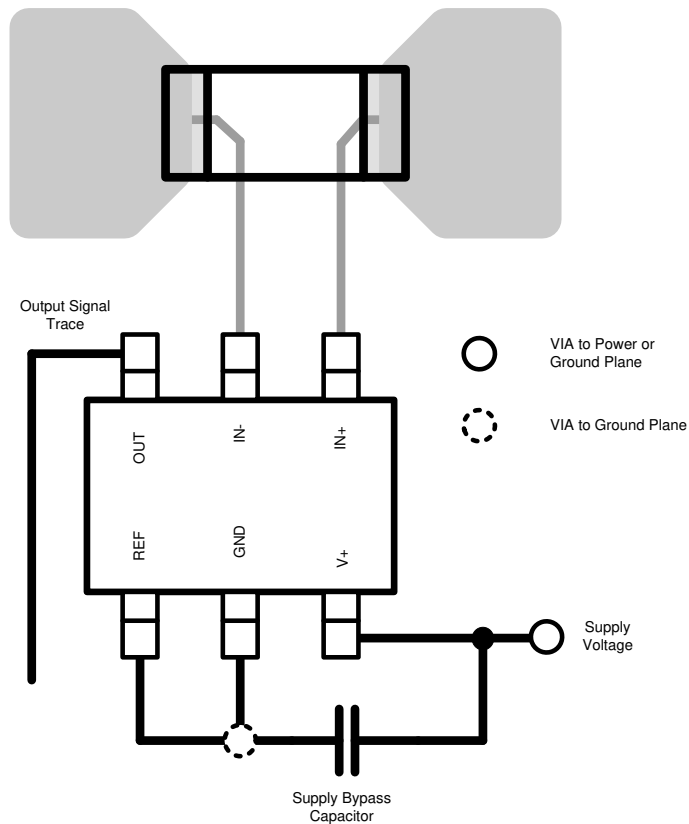 Output Signal
Trace
VIA to Power or
Ground Plane
VIA to Ground Plane
OUT
IN-
IN+
REF
GND
V+
Supply
Voltage
Supply Bypass
Capacitor